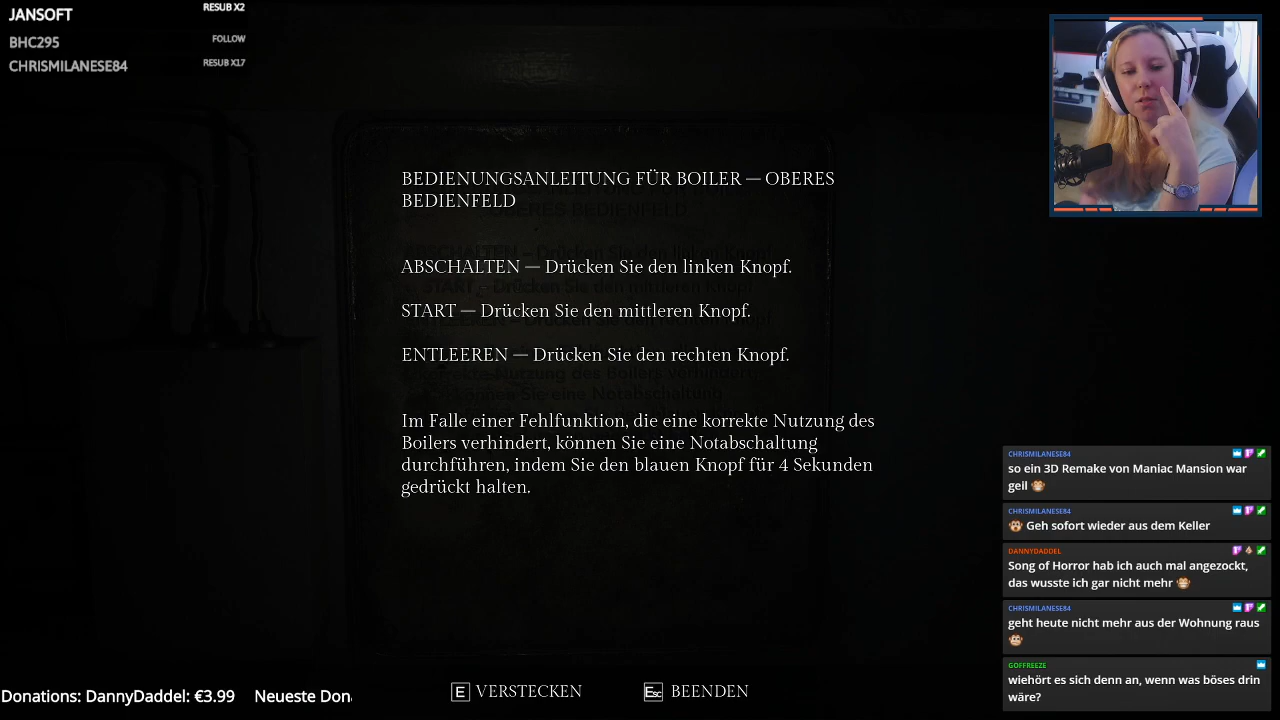 JANSOFT RESUB X2
BHC295 FOLLOW
CHRISMILANESE84 RESUB X17
BEDIENUNGSANLEITUNG FÜR BOILER — OBERES
BEDIENFELD
ABSCHALTEN — Drücken Sie den linken Knopf.
START — Drücken Sie den mittleren Knopf.
ENTLEEREN — Drücken Sie den rechten Knopf.
Im Falle einer Fehlfunktion, die eine korrekte Nutzung des
Boilers verhindert, können Sie eine Notabschaltung
durchführen, indem Sie den blauen Knopf für 4 Sekunden
gedrückt halten.
CHRISMILANESE84
so ein 3D Remake von Maniac Mansion war
geil
CHRISMILANESE84
Geh sofort wieder aus dem Keller
DANNYDADDEL
Song of Horror hab ich auch mal angezockt,
das wusste ich gar nicht mehr
CHRISMILANESE84
geht heute nicht mehr aus der Wohnung raus
GOFFREEZE
wiehört es sich denn an, wenn was böses drin
wäre?
Donations: DannyDaddel: €3.99 Neueste Don
E VERSTECKEN Esc BEENDEN